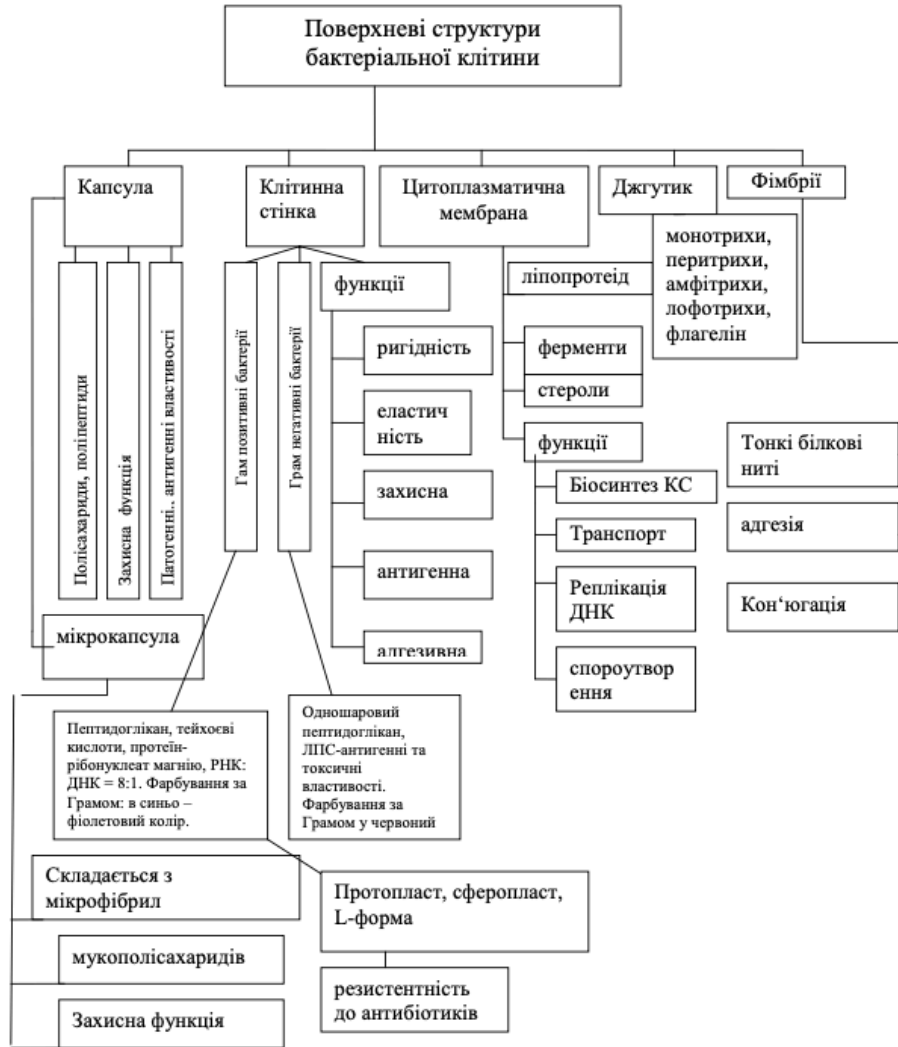 Поверхневі структури
бактеріальної клітини
Капсула
Клітинна
стінка
Цитоплазматична
мембрана
Джгутик
Фімбрії
монотрихи,
перитрихи,
амфітрихи,
лофотрихи,
флагелін
Полісахариди, поліпептиди
Захисна функція
Патогенні.. антигенні властивості
Гам позитивні бактерії
Грам негативні бактерії
функції
ригідність
еластич
ність
захисна
антигенна
адгезивна
ліпопротеід
ферменти
стероли
функції
Біосинтез КС
Транспорт
Реплікація
ДНК
спороутвор
ення
Тонкі білкові
ниті
адгезія
Кон‘югація
мікрокапсула
Пептидоглікан, тейхоєві
кислоти, протеїн-
рібонуклеат магнію, РНК:
ДНК = 8:1. Фарбування за
Грамом: в синьо –
фіолетовий колір.
Одношаровий
пептидоглікан,
ЛПС-антигенні та
токсичні
властивості.
Фарбування за
Грамом у червоний
Складається з
мікрофібрил
мукополісахаридів
Захисна функція
Протопласт, сферопласт,
L-форма
резистентність
до антибіотиків